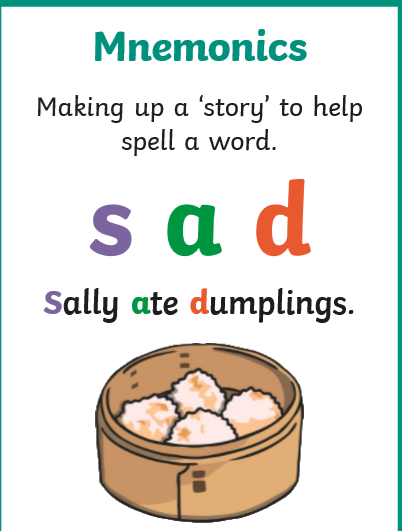 Mnemonics
Making up a ‘story’ to help
spell a word.
s a d
Sally ate dumplings.